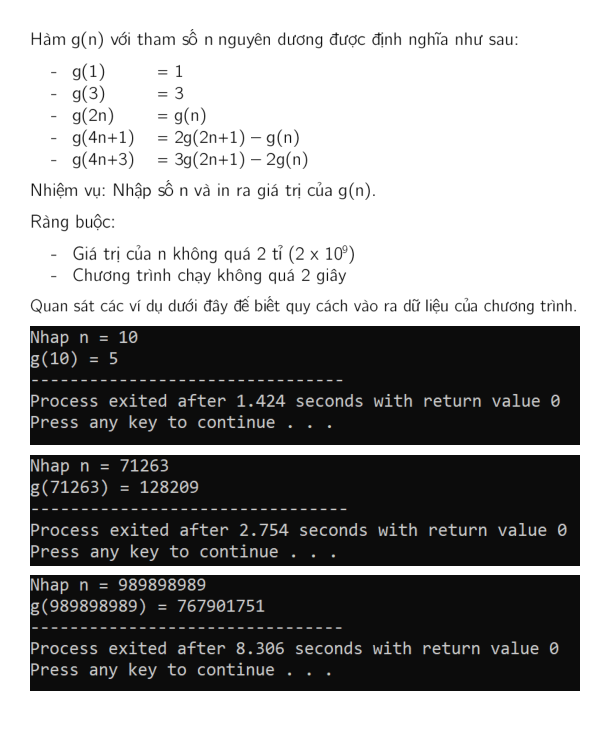 Hàm g(n) với tham số n nguyên dương được định nghĩa như sau:
- g(1) = 1
- g(3) = 3
- g(2n) = g(n)
- g(4n+1) = 2g(2n+1) – g(n)
- g(4n+3) = 3g(2n+1) – 2g(n)
Nhiệm vụ: Nhập số n và in ra giá trị của g(n).
Ràng buộc:
- Giá trị của n không quá 2 tỉ (2 x 10⁹)
- Chương trình chạy không quá 2 giây
Quan sát các ví dụ dưới đây để biết quy cách vào ra dữ liệu của chương trình.
Nhap n = 10
g(10) = 5
--------------------------------
Process exited after 1.424 seconds with return value 0
Press any key to continue . . .
Nhap n = 71263
g(71263) = 128209
--------------------------------
Process exited after 2.754 seconds with return value 0
Press any key to continue . . .
Nhap n = 989898989
g(989898989) = 767901751
--------------------------------
Process exited after 8.306 seconds with return value 0
Press any key to continue . . .